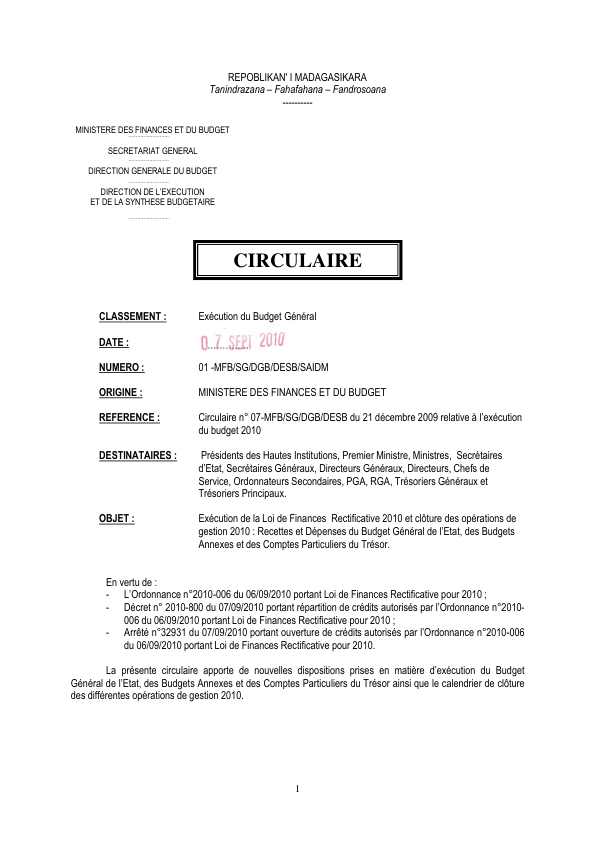 REPOBLIKAN' I MADAGASIKARA
Tanindrazana – Fahafahana – Fandrosoana
----------
MINISTERE DES FINANCES ET DU BUDGET
SECRETARIAT GENERAL
DIRECTION GENERALE DU BUDGET
DIRECTION DE L'EXECUTION
ET DE LA SYNTHESE BUDGETAIRE
CIRCULAIRE
CLASSEMENT : Exécution du Budget Général
DATE : 07 SEPT 2010
NUMERO : 01 -MFB/SG/DGB/DESB/SAIDM
ORIGINE : MINISTERE DES FINANCES ET DU BUDGET
REFERENCE : Circulaire n° 07-MFB/SG/DGB/DESB du 21 décembre 2009 relative à l'exécution
du budget 2010
DESTINATAIRES : Présidents des Hautes Institutions, Premier Ministre, Ministres, Secrétaires
d'Etat, Secrétaires Généraux, Directeurs Généraux, Directeurs, Chefs de
Service, Ordonnateurs Secondaires, PGA, RGA, Trésoriers Généraux et
Trésoriers Principaux.
OBJET : Exécution de la Loi de Finances Rectificative 2010 et clôture des opérations de
gestion 2010 : Recettes et Dépenses du Budget Général de l'Etat, des Budgets
Annexes et des Comptes Particuliers du Trésor.
En vertu de :
- L'Ordonnance n°2010-006 du 06/09/2010 portant Loi de Finances Rectificative pour 2010 ;
- Décret n° 2010-800 du 07/09/2010 portant répartition de crédits autorisés par l'Ordonnance n°2010-
006 du 06/09/2010 portant Loi de Finances Rectificative pour 2010 ;
- Arrêté n°32931 du 07/09/2010 portant ouverture de crédits autorisés par l'Ordonnance n°2010-006
du 06/09/2010 portant Loi de Finances Rectificative pour 2010.
La présente circulaire apporte de nouvelles dispositions prises en matière d'exécution du Budget
Général de l'Etat, des Budgets Annexes et des Comptes Particuliers du Trésor ainsi que le calendrier de clôture
des différentes opérations de gestion 2010.
1